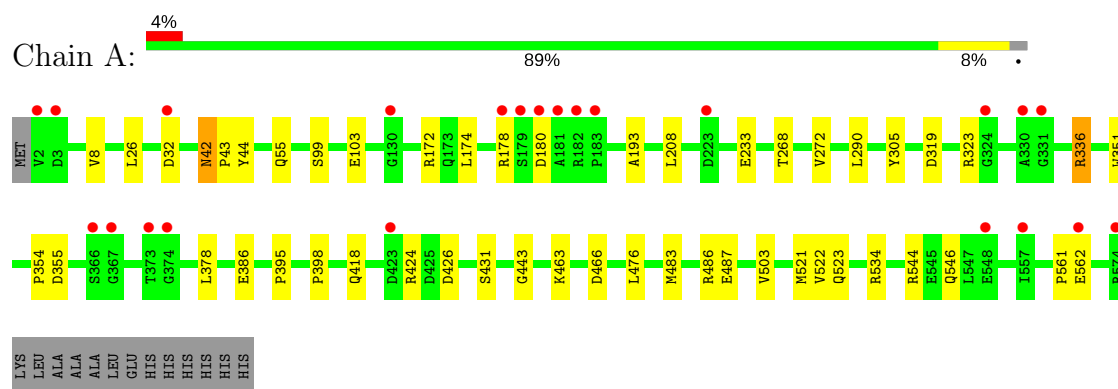 4%
Chain A:
89% 8% •
MET V2 D3 V8 L26 D32 N42 P43 Y44 Q55 S99 E103 G130 R172 Q173 L174 R178 S179 D180 A181 R182 P183 A193 L208 D223 E233 T268 V272 L290 Y305 D319 R323 G324 A330 G331 R336 W351
P354 D355 S366 G367 T373 G374 L378 E386 P395 P398 Q418 D423 R424 D425 D426 S431 G443 K463 D466 L476 M483 R486 E487 V503 M521 V522 Q523 R534 R544 E545 Q546 L547 E548 I557 P561 E562
LYS LEU ALA ALA ALA LEU GLU HIS HIS HIS HIS HIS HIS